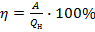 η = A/Qн · 100%